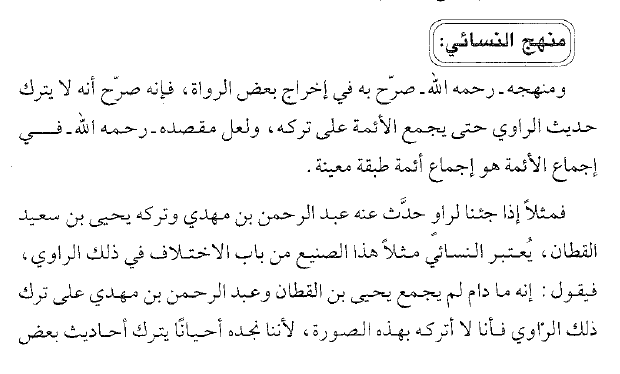 منهج النسائي:
ومنهجه ـ رحمه الله ـ صرّح به في إخراج بعض الرواة، فإنه صرّح أنه لا يترك
حديث الراوي حتى يجمع الأئمة على تركه، ولعل مقصده ـ رحمه الله ـ فـــي
إجماع الأئمة هو إجماع أئمة طبقة معينة.
فمثلاً إذا جئنا لراوٍ حدَّث عنه عبد الرحمن بن مهدي وتركه يحيى بن سعيد
القطان، يُعتبر النسائي مثلاً هذا الصنيع من باب الاختلاف في ذلك الراوي،
فيقول: إنه ما دام لم يجمع يحيى بن القطان وعبد الرحمن بن مهدي على ترك
ذلك الرّاوي فأنا لا أتركه بهذه الصورة، لأننا نجده أحيانًا يترك أحاديث بعض